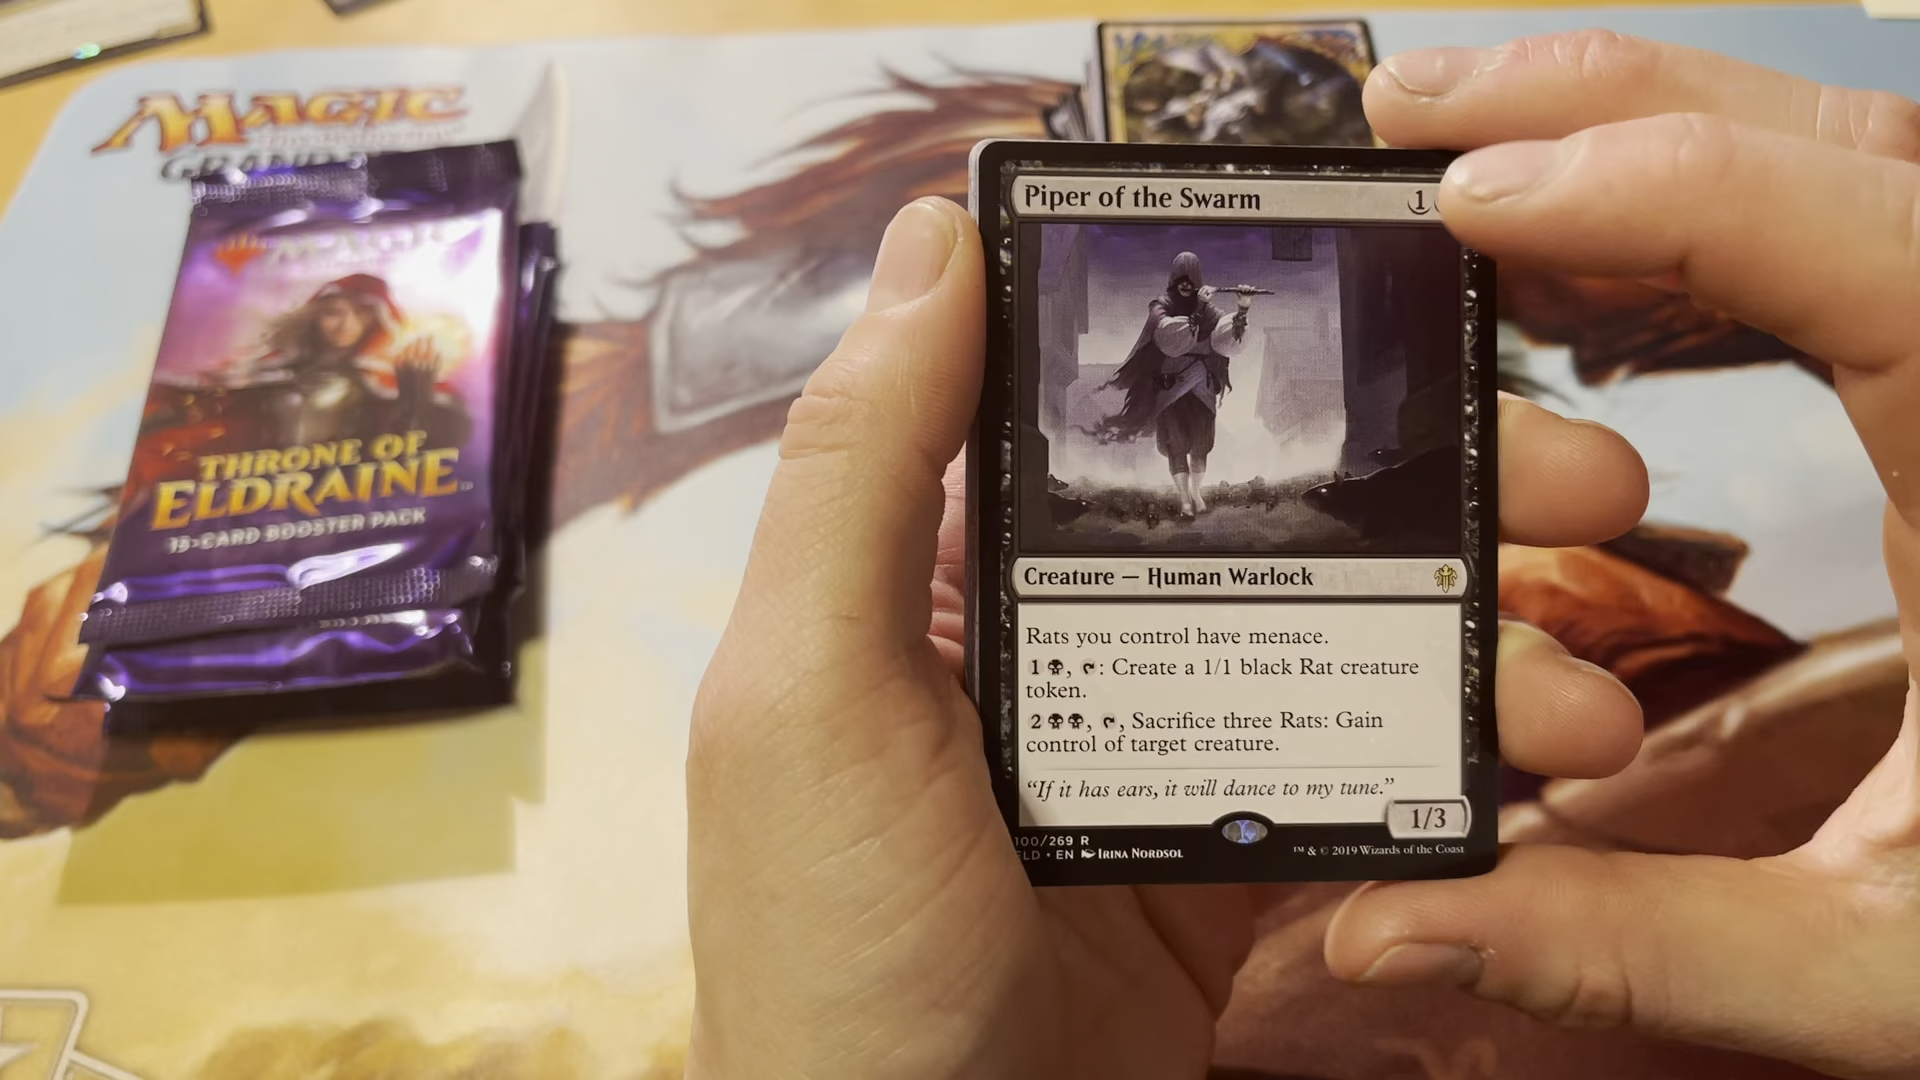 MAGIC
GRAND
MAGIC
THRONE OF
ELDRAINE
15-CARD BOOSTER PACK
Piper of the Swarm 1
Creature — Human Warlock
Rats you control have menace.
1, : Create a 1/1 black Rat creature
token.
2, , Sacrifice three Rats: Gain
control of target creature.
“If it has ears, it will dance to my tune.”
1/3
100/269 R
ELD • EN IRINA NORDSOL
™ & © 2019 Wizards of the Coast